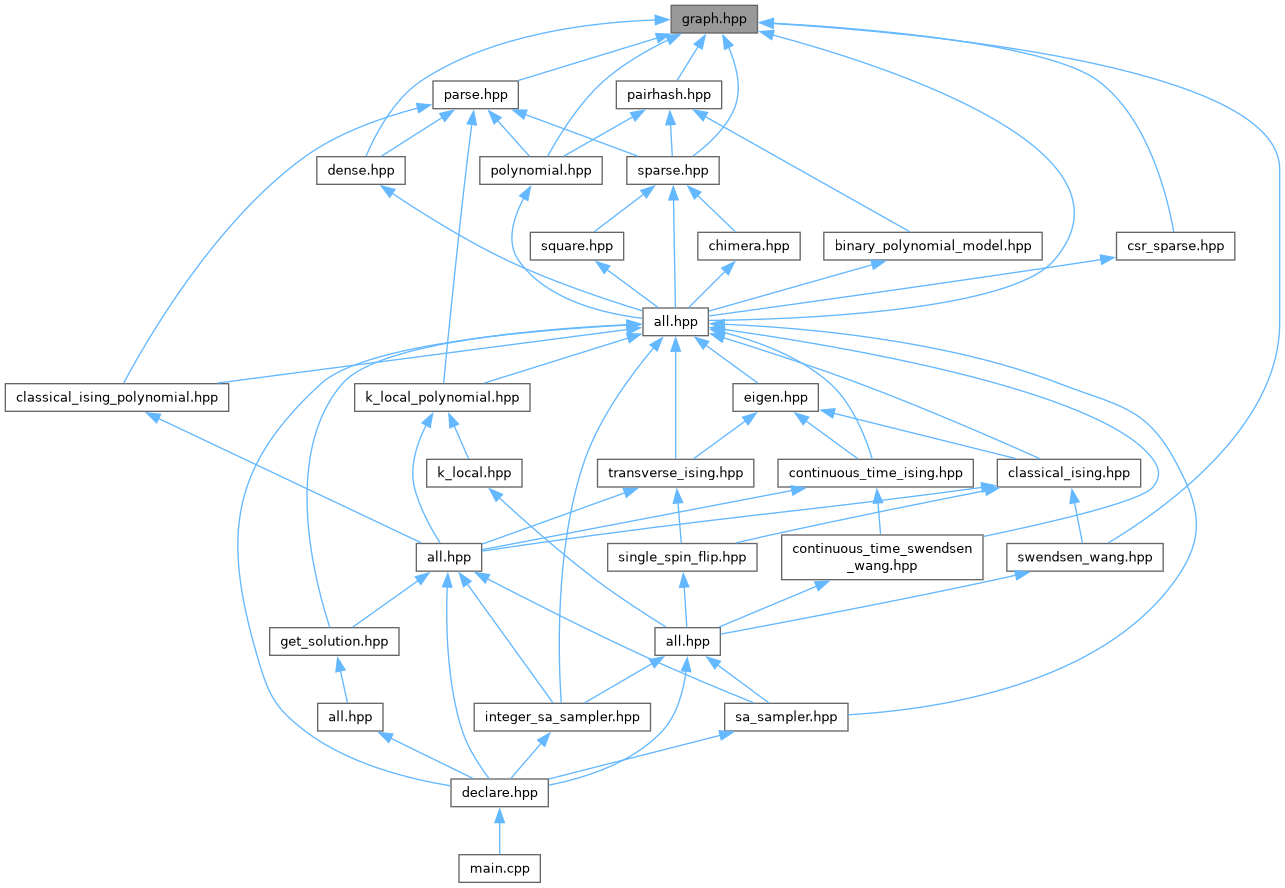 graph.hpp
parse.hpp
pairhash.hpp
dense.hpp
polynomial.hpp
sparse.hpp
square.hpp
chimera.hpp
binary_polynomial_model.hpp
csr_sparse.hpp
all.hpp
classical_ising_polynomial.hpp
k_local_polynomial.hpp
eigen.hpp
k_local.hpp
transverse_ising.hpp
continuous_time_ising.hpp
classical_ising.hpp
all.hpp
single_spin_flip.hpp
continuous_time_swendsen
_wang.hpp
swendsen_wang.hpp
get_solution.hpp
all.hpp
all.hpp
integer_sa_sampler.hpp
sa_sampler.hpp
declare.hpp
main.cpp